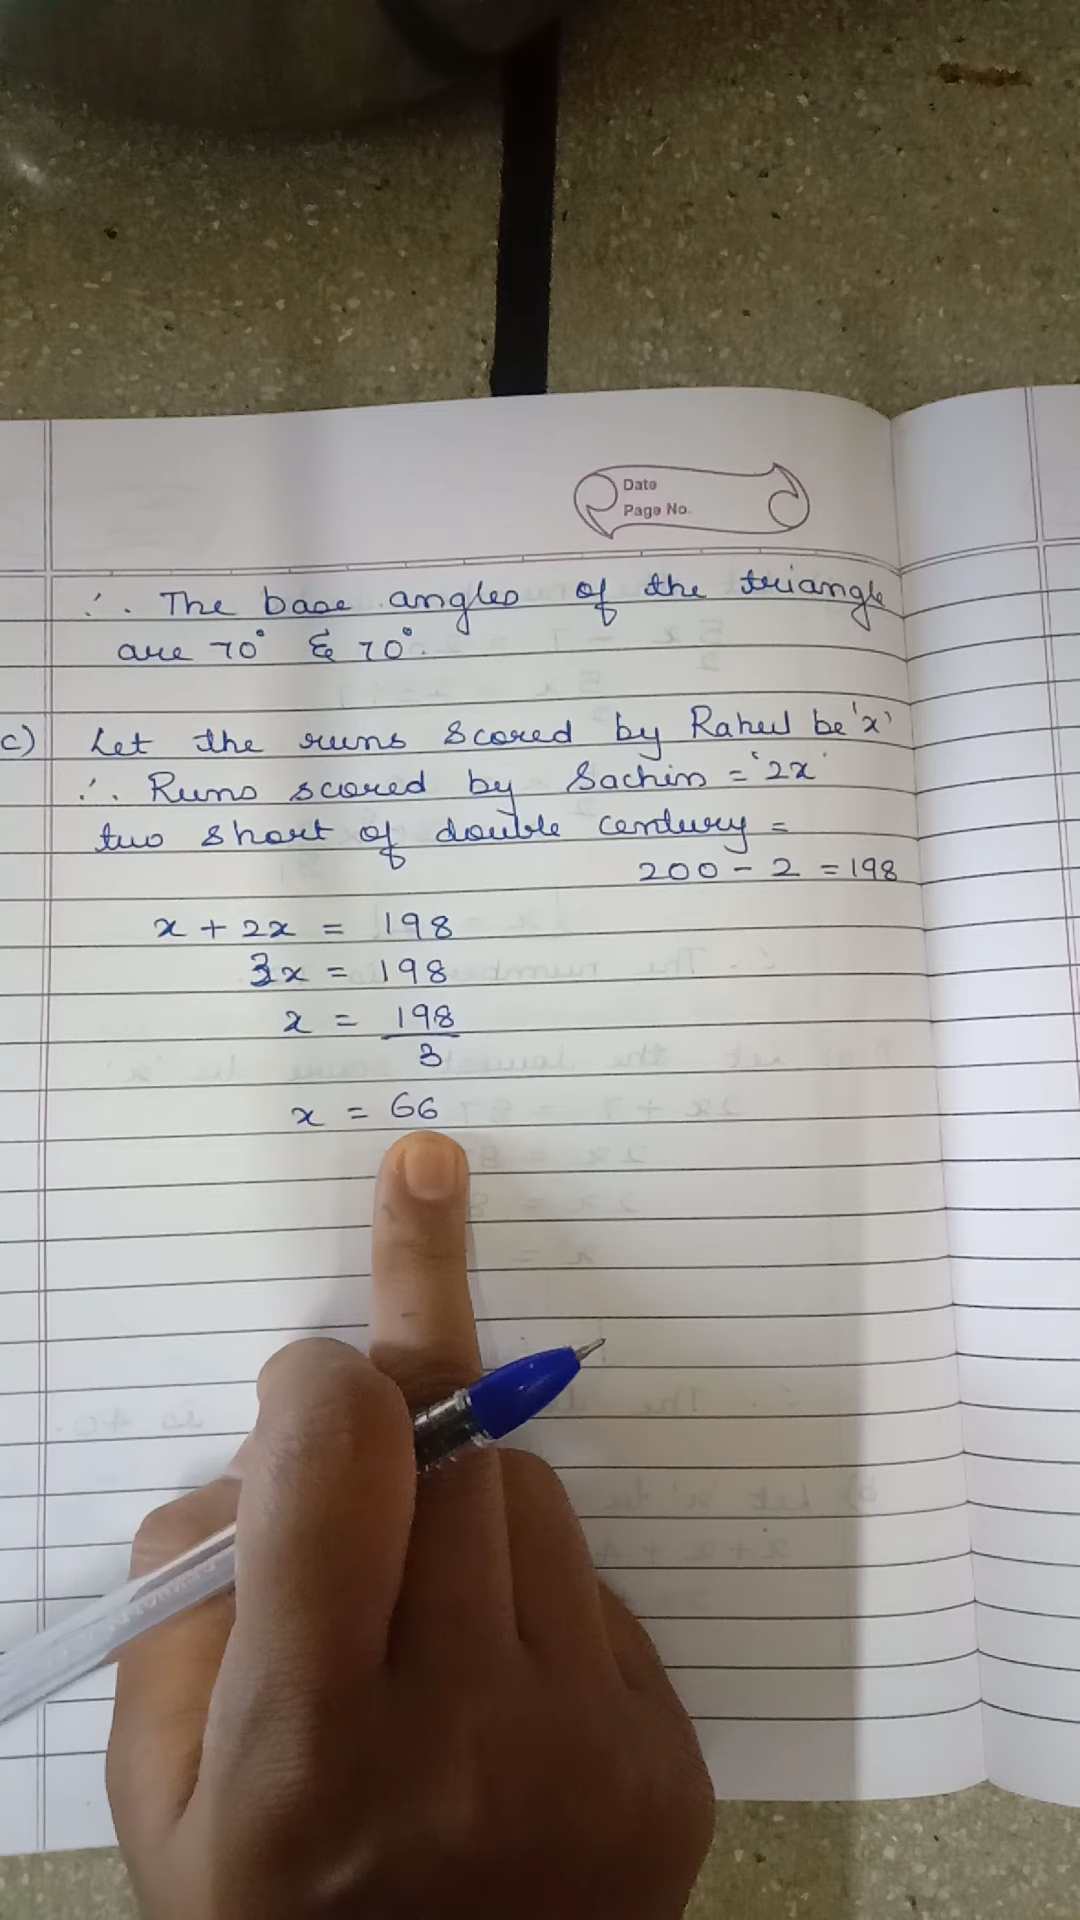 Date
Page No.
∴ The base angles of the triangle
are 70° & 70°.
c) Let the runs scored by Rahul be 'x'
∴ Runs scored by Sachin = '2x'
two short of double century =
200 - 2 = 198
x + 2x = 198
3x = 198
x = 198
3
x = 66